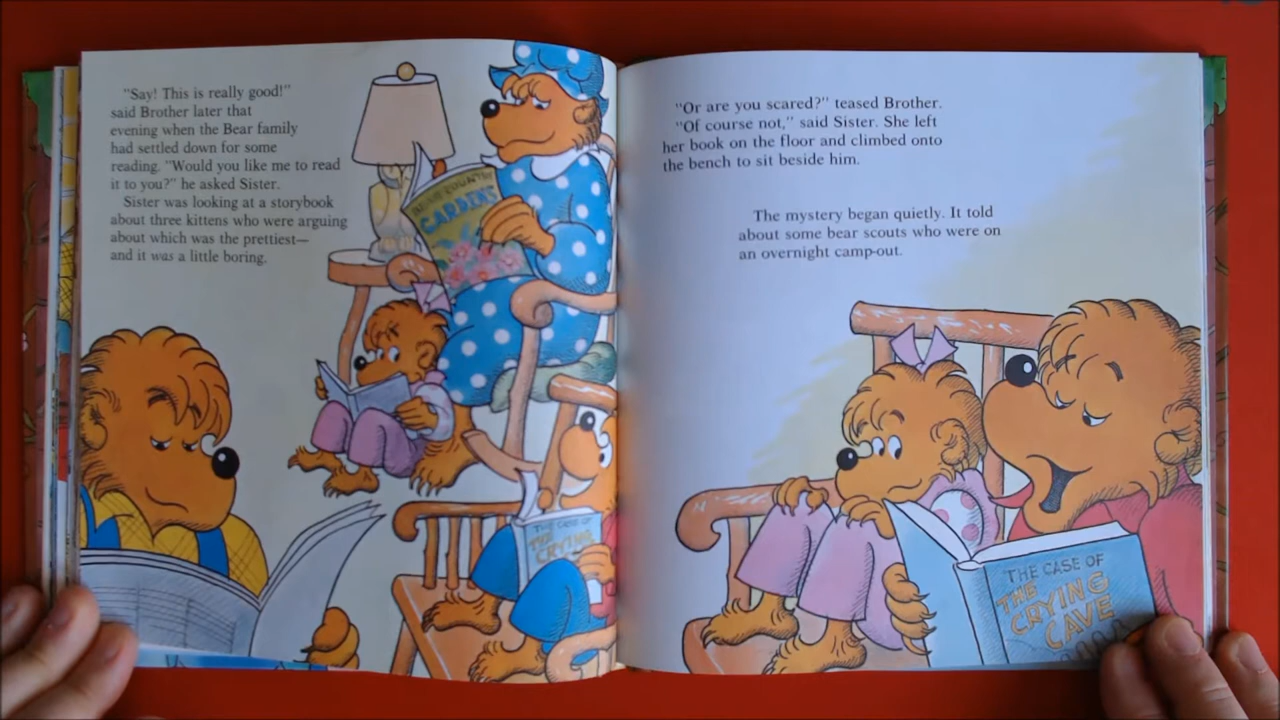 "Say! This is really good!"
said Brother later that
evening when the Bear family
had settled down for some
reading. "Would you like me to read
it to you?" he asked Sister.
Sister was looking at a storybook
about three kittens who were arguing
about which was the prettiest—
and it was a little boring.
GARDENS
THE CASE OF
THE
CRYING
"Or are you scared?" teased Brother.
"Of course not," said Sister. She left
her book on the floor and climbed onto
the bench to sit beside him.
The mystery began quietly. It told
about some bear scouts who were on
an overnight camp-out.
THE CASE OF
THE
CRYING
CAVE